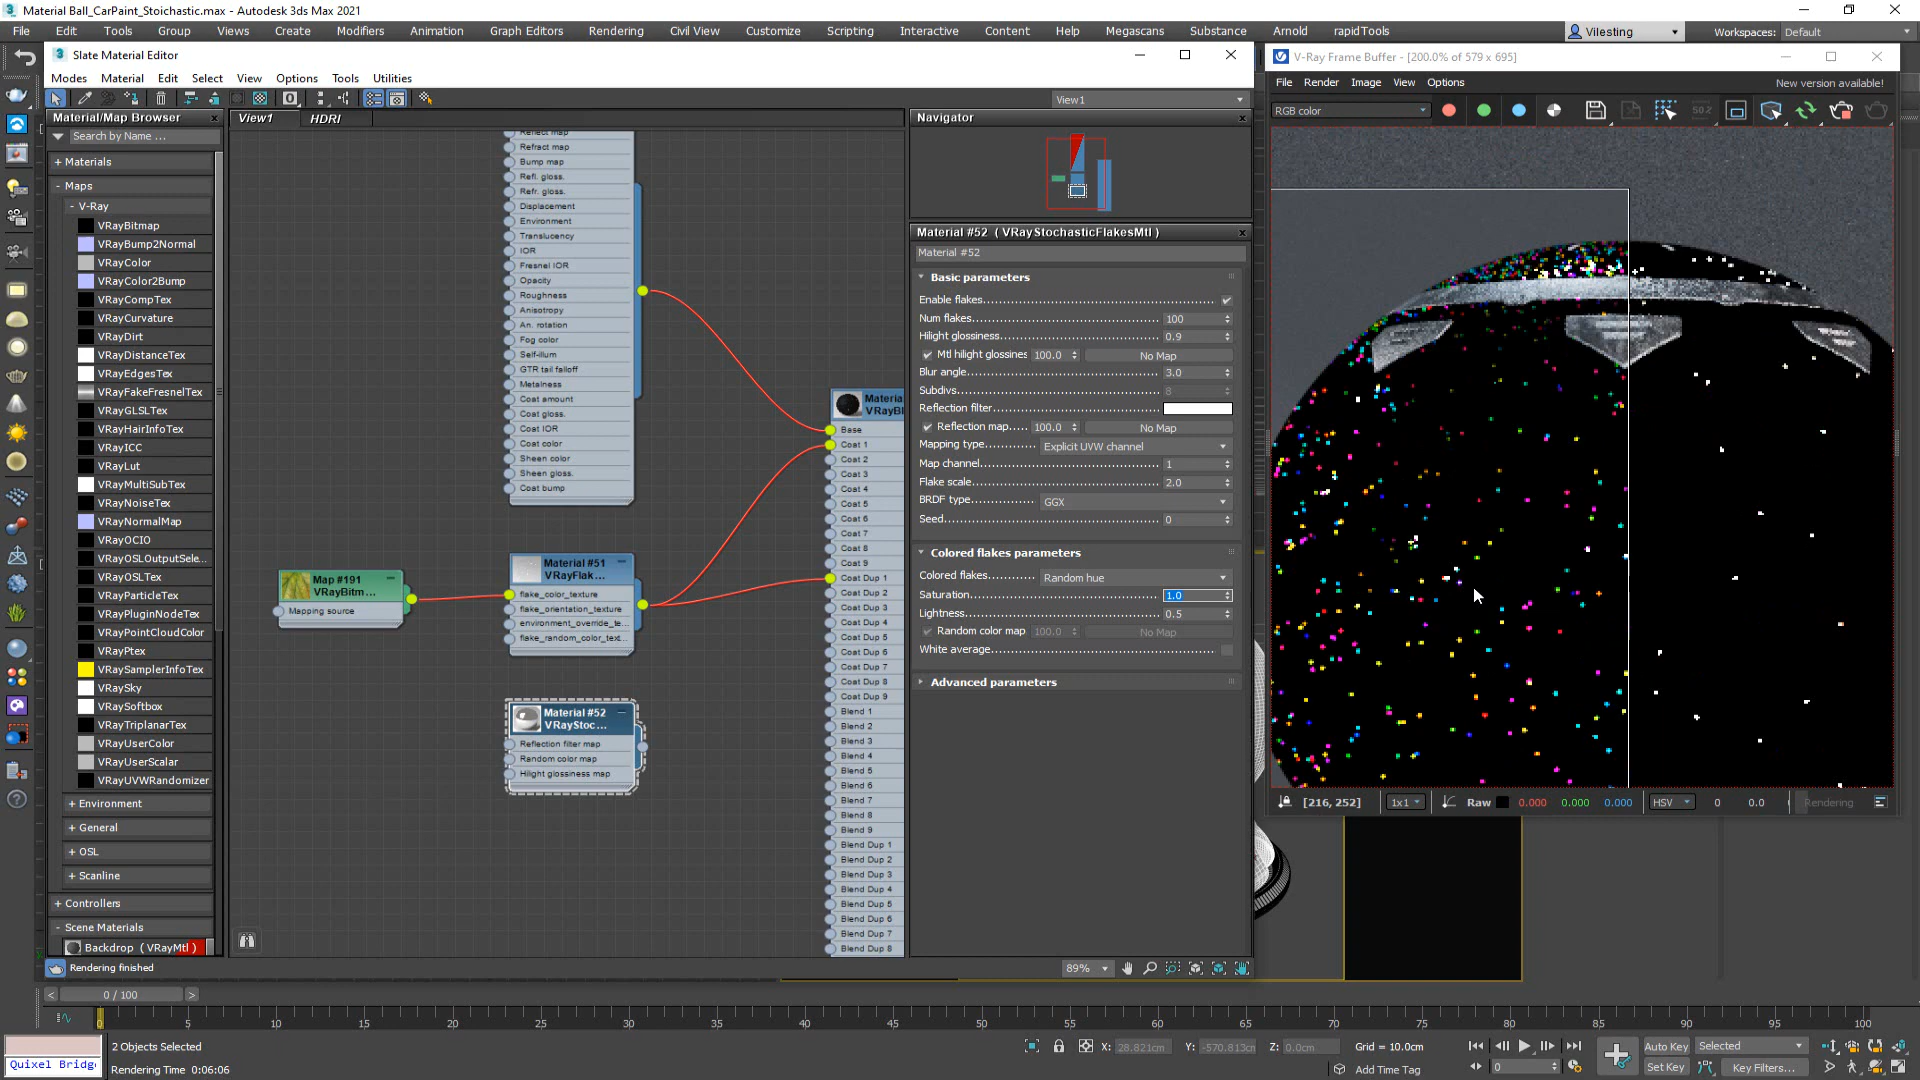 Material Ball_CarPaint_Stoichastic.max - Autodesk 3ds Max 2021
File Edit Tools Group Views Create Modifiers Animation Graph Editors Rendering Civil View Customize Scripting Interactive Content Help Megascans Substance Arnold rapidTools Vilesting Workspaces: Default
Slate Material Editor
Modes Material Edit Select View Options Tools Utilities
View1
Material/Map Browser
Search by Name ...
+ Materials
- Maps
- V-Ray
VRayBitmap
VRayBump2Normal
VRayColor
VRayColor2Bump
VRayCompTex
VRayCurvature
VRayDirt
VRayDistanceTex
VRayEdgesTex
VRayFakeFresnelTex
VRayGLSLTex
VRayHairInfoTex
VRayICC
VRayLut
VRayMultiSubTex
VRayNoiseTex
VRayNormalMap
VRayOCIO
VRayOSLOutputSele...
VRayOSLTex
VRayParticleTex
VRayPluginNodeTex
VRayPointCloudColor
VRayPtex
VRaySamplerInfoTex
VRaySky
VRaySoftbox
VRayTriplanarTex
VRayUserColor
VRayUserScalar
VRayUVWRandomizer
+ Environment
+ General
+ OSL
+ Scanline
+ Controllers
- Scene Materials
Backdrop ( VRayMtl )
Rendering finished
View1 HDRI
Reflect map
Refract map
Bump map
Refl. gloss.
Refr. gloss.
Displacement
Environment
Translucency
IOR
Fresnel IOR
Opacity
Roughness
Anisotropy
An. rotation
Fog color
Self-illum
GTR tail falloff
Metalness
Coat amount
Coat gloss.
Coat IOR
Coat color
Sheen color
Sheen gloss.
Coat bump
Map #191
VRayBitm...
Mapping source
Material #51
VRayFlak...
flake_color_texture
flake_orientation_texture
environment_override_te...
flake_random_color_text...
Material #52
VRayStoc...
Reflection filter map
Random color map
Hilight glossiness map
Materia
VRayBl
Base
Coat 1
Coat 2
Coat 3
Coat 4
Coat 5
Coat 6
Coat 7
Coat 8
Coat 9
Coat Dup 1
Coat Dup 2
Coat Dup 3
Coat Dup 4
Coat Dup 5
Coat Dup 6
Coat Dup 7
Coat Dup 8
Coat Dup 9
Blend 1
Blend 2
Blend 3
Blend 4
Blend 5
Blend 6
Blend 7
Blend 8
Blend 9
Blend Dup 1
Blend Dup 2
Blend Dup 3
Blend Dup 4
Blend Dup 5
Blend Dup 6
Blend Dup 7
Blend Dup 8
Navigator
Material #52 ( VRayStochasticFlakesMtl )
Material #52
Basic parameters
Enable flakes
Num flakes 100
Hilight glossiness 0.9
Mtl hilight glossines 100.0 No Map
Blur angle 3.0
Subdivs 8
Reflection filter
Reflection map 100.0 No Map
Mapping type Explicit UVW channel
Map channel 1
Flake scale 2.0
BRDF type GGX
Seed 0
Colored flakes parameters
Colored flakes Random hue
Saturation 1.0
Lightness 0.5
Random color map 100.0 No Map
White average
Advanced parameters
89%
V-Ray Frame Buffer - [200.0% of 579 x 695]
File Render Image View Options New version available!
RGB color
[216, 252] 1x1 Raw 0.000 0.000 0.000 HSV 0 0.0 Rendering
< 0 / 100 >
0 5 10 15 20 25 30 35 40 45 50 55 60 65 70 75 80 85 90 95 100
2 Objects Selected
X: 28.821cm Y: -570.813cm Z: 0.0cm Grid = 10.0cm
Auto Key Selected
Quixel Bridg
Rendering Time 0:06:06
Add Time Tag
0
Set Key Key Filters...